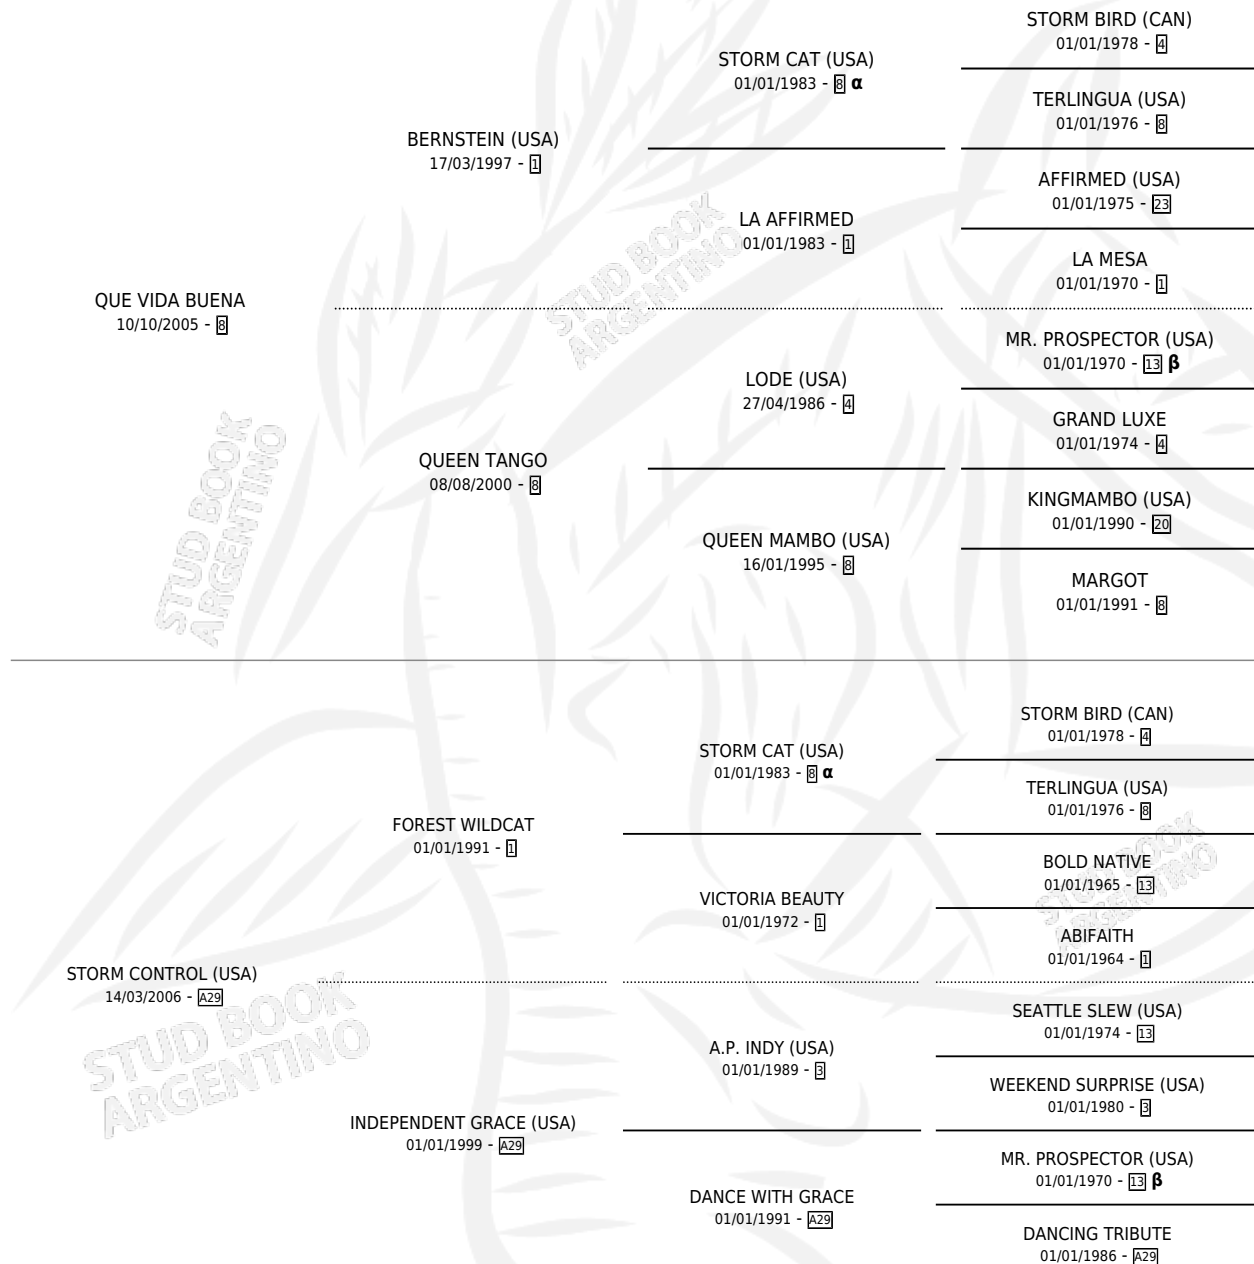 STORM BIRD (CAN)
01/01/1978 - 4
STORM CAT (USA)
01/01/1983 - 8 α
TERLINGUA (USA)
01/01/1976 - 8
BERNSTEIN (USA)
17/03/1997 - 1
AFFIRMED (USA)
01/01/1975 - 23
LA AFFIRMED
01/01/1983 - 1
LA MESA
01/01/1970 - 1
QUE VIDA BUENA
10/10/2005 - 8
MR. PROSPECTOR (USA)
01/01/1970 - 13 β
LODE (USA)
27/04/1986 - 4
GRAND LUXE
01/01/1974 - 4
QUEEN TANGO
08/08/2000 - 8
KINGMAMBO (USA)
01/01/1990 - 20
QUEEN MAMBO (USA)
16/01/1995 - 8
MARGOT
01/01/1991 - 8
STUD BOOK
ARGENTINO
STUD BOOK
ARGENTINO
STORM BIRD (CAN)
01/01/1978 - 4
STORM CAT (USA)
01/01/1983 - 8 α
TERLINGUA (USA)
01/01/1976 - 8
FOREST WILDCAT
01/01/1991 - 1
BOLD NATIVE
01/01/1965 - 13
VICTORIA BEAUTY
01/01/1972 - 1
ABIFAITH
01/01/1964 - 1
STORM CONTROL (USA)
14/03/2006 - A29
SEATTLE SLEW (USA)
01/01/1974 - 13
A.P. INDY (USA)
01/01/1989 - 3
WEEKEND SURPRISE (USA)
01/01/1980 - 3
INDEPENDENT GRACE (USA)
01/01/1999 - A29
MR. PROSPECTOR (USA)
01/01/1970 - 13 β
DANCE WITH GRACE
01/01/1991 - A29
DANCING TRIBUTE
01/01/1986 - A29
STUD BOOK
ARGENTINO
STUD BOOK
ARGENTINO